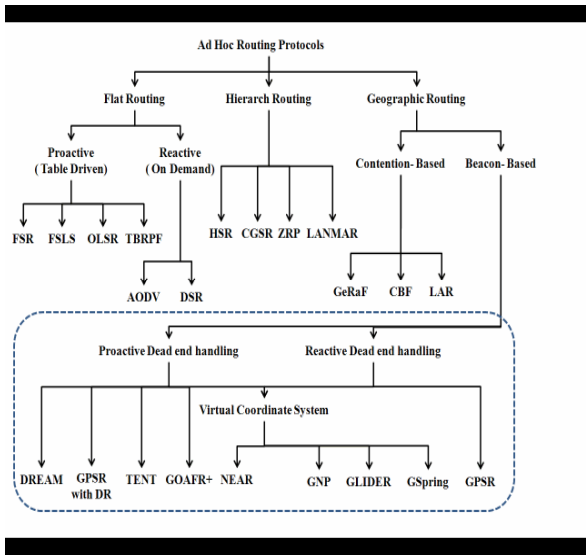 Ad Hoc Routing Protocols
Flat Routing
Hierarch Routing
Geographic Routing
Proactive
( Table Driven)
Reactive
( On Demand)
Contention- Based
Beacon- Based
FSR
FSLS
OLSR
TBRPF
HSR
CGSR
ZRP
LANMAR
AODV
DSR
GeRaF
CBF
LAR
Proactive Dead end handling
Reactive Dead end handling
Virtual Coordinate System
DREAM
GPSR
with DR
TENT
GOAFR+
NEAR
GNP
GLIDER
GSpring
GPSR